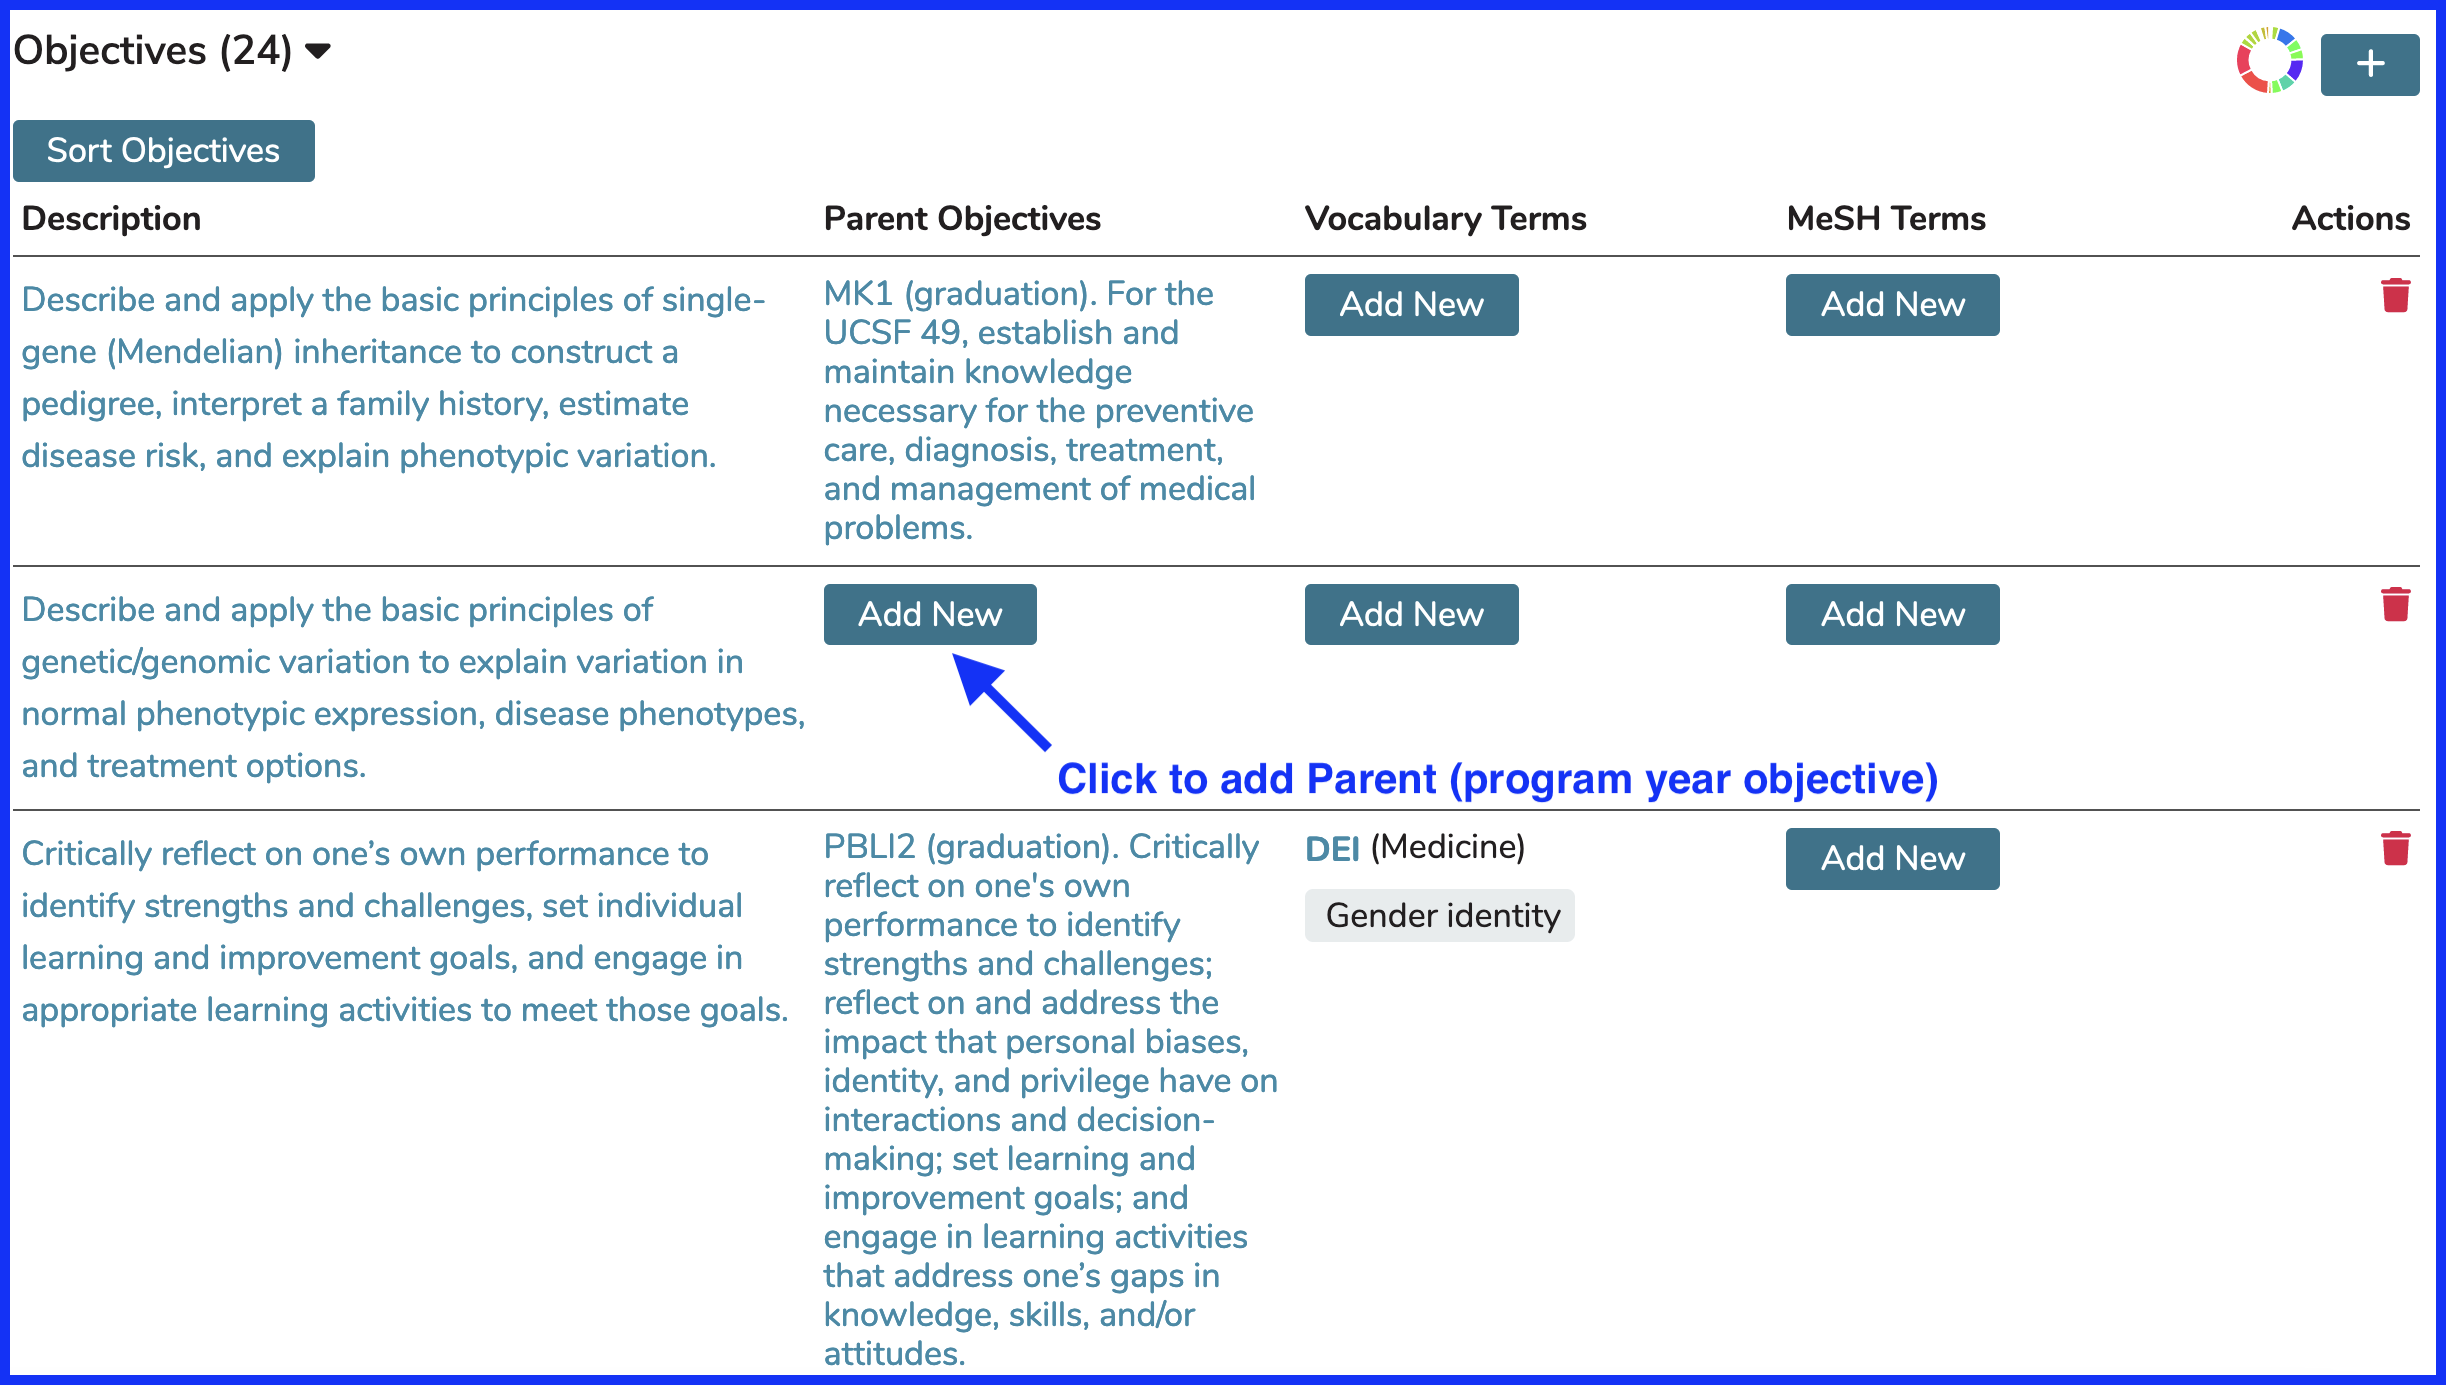 Objectives (24)
+
Sort Objectives
Description
Parent Objectives
Vocabulary Terms
MeSH Terms
Actions
Describe and apply the basic principles of single-
gene (Mendelian) inheritance to construct a
pedigree, interpret a family history, estimate
disease risk, and explain phenotypic variation.
MK1 (graduation). For the
UCSF 49, establish and
maintain knowledge
necessary for the preventive
care, diagnosis, treatment,
and management of medical
problems.
Add New
Add New
Describe and apply the basic principles of
genetic/genomic variation to explain variation in
normal phenotypic expression, disease phenotypes,
and treatment options.
Add New
Add New
Add New
Click to add Parent (program year objective)
Critically reflect on one’s own performance to
identify strengths and challenges, set individual
learning and improvement goals, and engage in
appropriate learning activities to meet those goals.
PBLI2 (graduation). Critically
reflect on one's own
performance to identify
strengths and challenges;
reflect on and address the
impact that personal biases,
identity, and privilege have on
interactions and decision-
making; set learning and
improvement goals; and
engage in learning activities
that address one’s gaps in
knowledge, skills, and/or
attitudes.
DEI (Medicine)
Gender identity
Add New